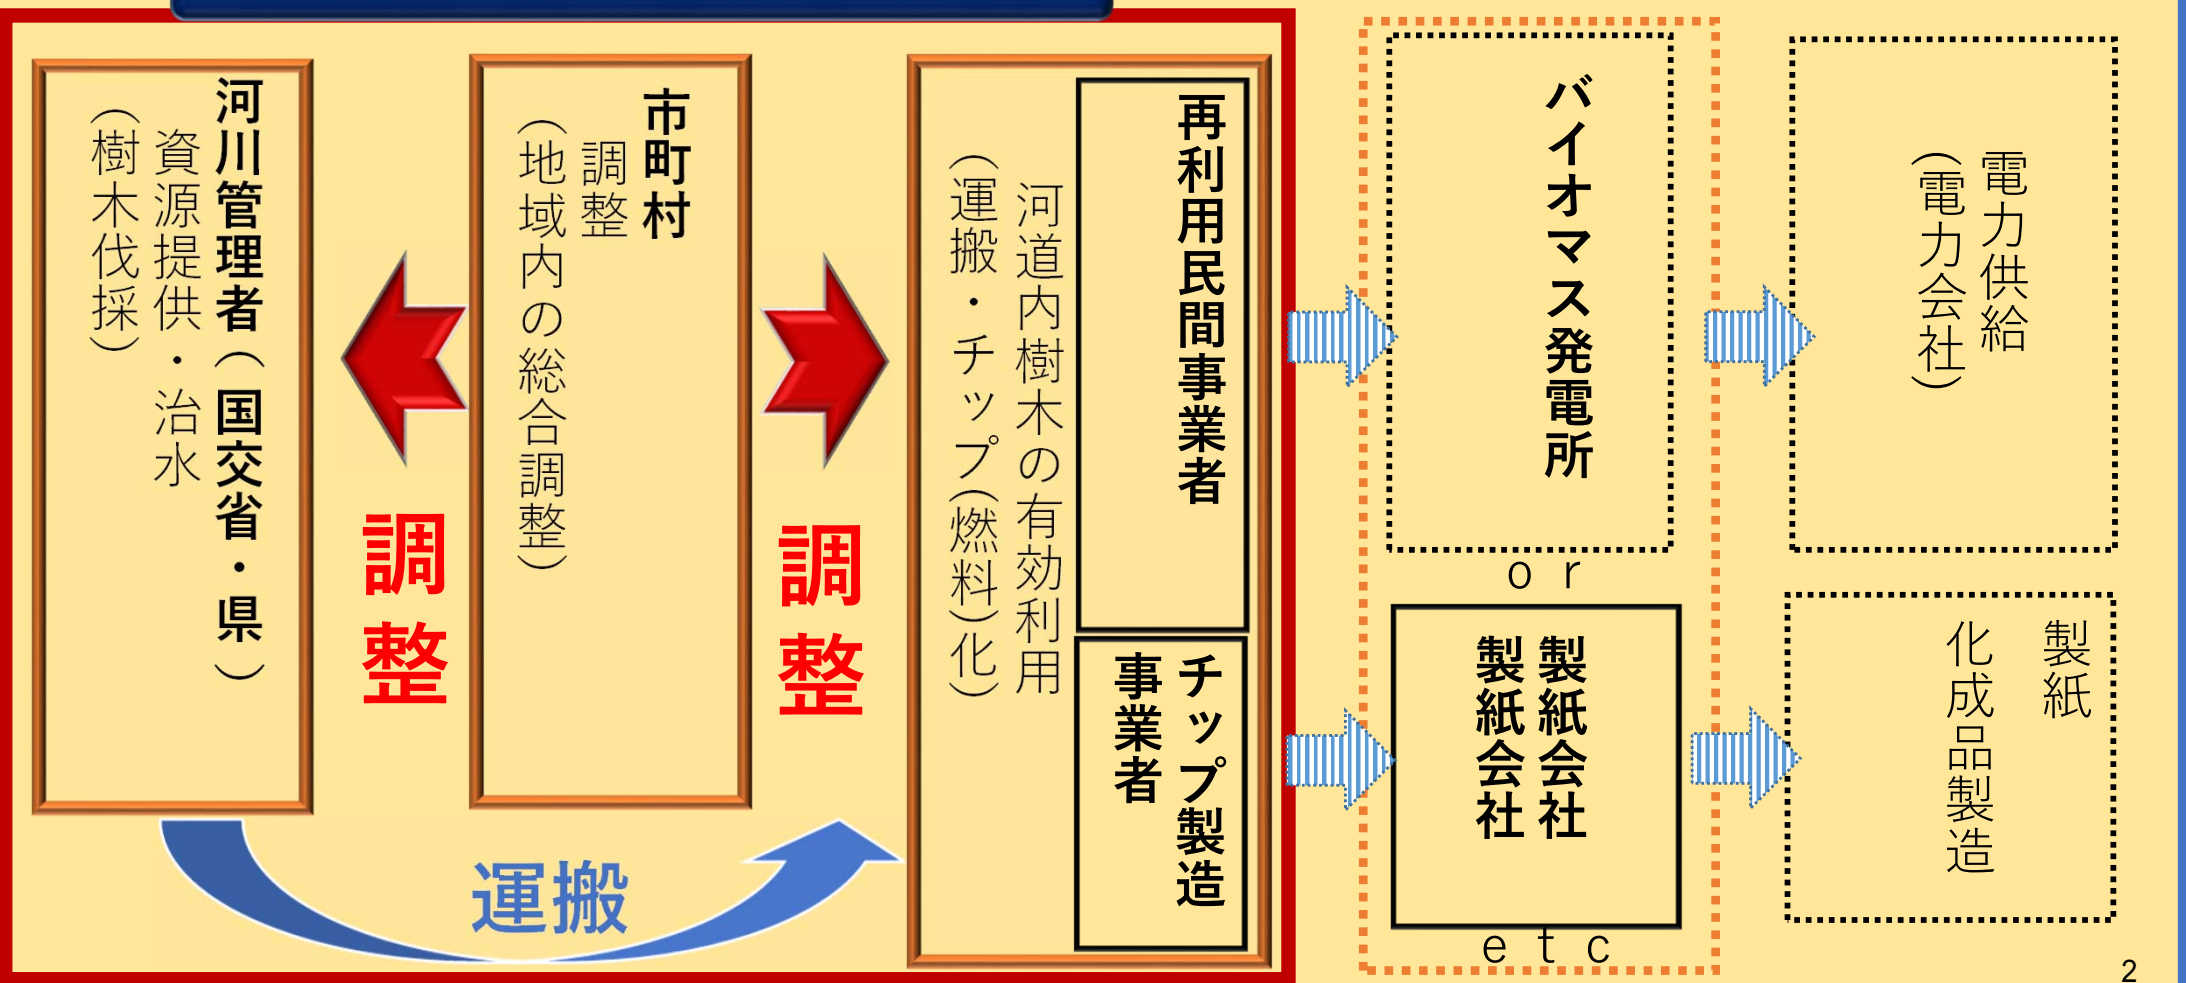 河川管理者（国交省・県）
資源提供・治水
（樹木伐採）
調整
市町村
調整
（地域内の総合調整）
調整
運搬
再利用民間事業者
チップ製造
事業者
河道内樹木の有効利用
（運搬・チップ(燃料)化）
バイオマス発電所
or
製紙会社
製紙会社
etc
電力供給
（電力会社）
製紙
化成品製造
2